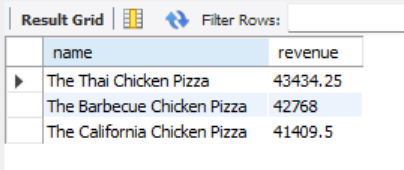 Result Grid Filter Rows:
name revenue
The Thai Chicken Pizza 43434.25
The Barbecue Chicken Pizza 42768
The California Chicken Pizza 41409.5